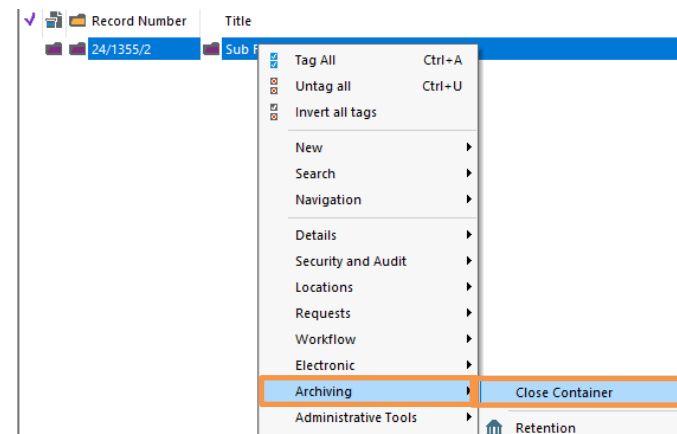 Record Number Title
24/1355/2 Sub
Tag All Ctrl+A
Untag all Ctrl+U
Invert all tags
New
Search
Navigation
Details
Security and Audit
Locations
Requests
Workflow
Electronic
Archiving Close Container
Administrative Tools Retention